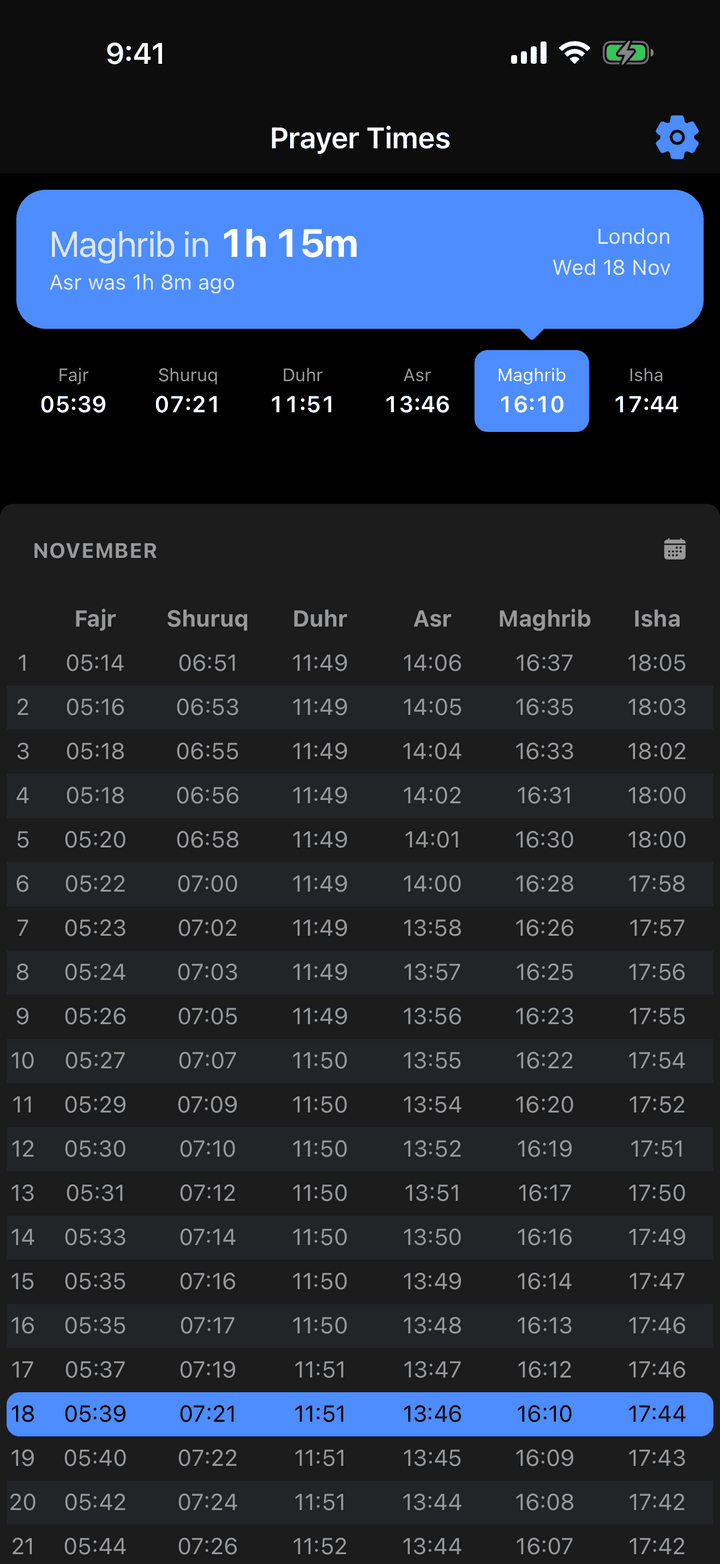 9:41
Prayer Times
Maghrib in 1h 15m
Asr was 1h 8m ago
London
Wed 18 Nov
Fajr Shuruq Duhr Asr Maghrib Isha
05:39 07:21 11:51 13:46 16:10 17:44
NOVEMBER
Fajr Shuruq Duhr Asr Maghrib Isha
1 05:14 06:51 11:49 14:06 16:37 18:05
2 05:16 06:53 11:49 14:05 16:35 18:03
3 05:18 06:55 11:49 14:04 16:33 18:02
4 05:18 06:56 11:49 14:02 16:31 18:00
5 05:20 06:58 11:49 14:01 16:30 18:00
6 05:22 07:00 11:49 14:00 16:28 17:58
7 05:23 07:02 11:49 13:58 16:26 17:57
8 05:24 07:03 11:49 13:57 16:25 17:56
9 05:26 07:05 11:49 13:56 16:23 17:55
10 05:27 07:07 11:50 13:55 16:22 17:54
11 05:29 07:09 11:50 13:54 16:20 17:52
12 05:30 07:10 11:50 13:52 16:19 17:51
13 05:31 07:12 11:50 13:51 16:17 17:50
14 05:33 07:14 11:50 13:50 16:16 17:49
15 05:35 07:16 11:50 13:49 16:14 17:47
16 05:35 07:17 11:50 13:48 16:13 17:46
17 05:37 07:19 11:51 13:47 16:12 17:46
18 05:39 07:21 11:51 13:46 16:10 17:44
19 05:40 07:22 11:51 13:45 16:09 17:43
20 05:42 07:24 11:51 13:44 16:08 17:42
21 05:44 07:26 11:52 13:44 16:07 17:42